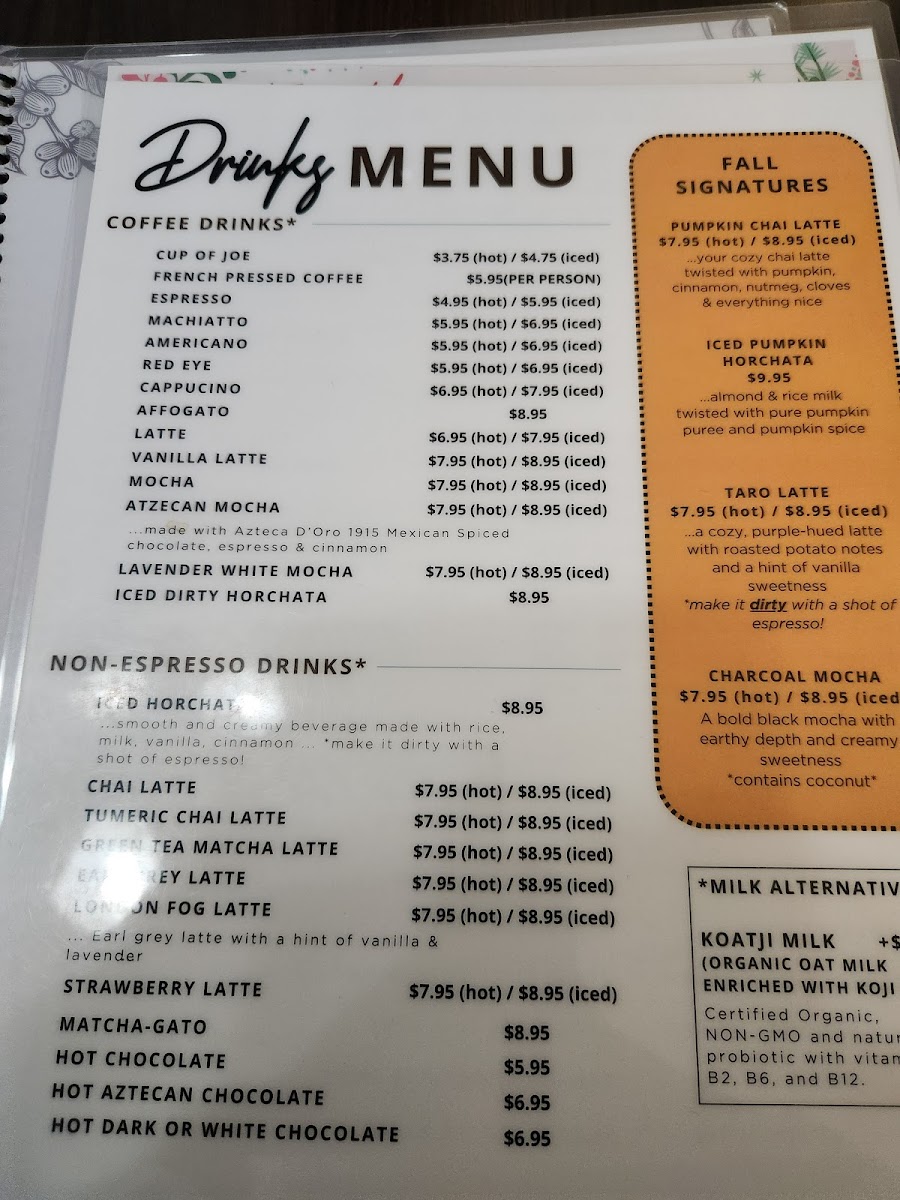 Drinks MENU
COFFEE DRINKS*
CUP OF JOE $3.75 (hot) / $4.75 (iced)
FRENCH PRESSED COFFEE $5.95(PER PERSON)
ESPRESSO $4.95 (hot) / $5.95 (iced)
MACHIATTO $5.95 (hot) / $6.95 (iced)
AMERICANO $5.95 (hot) / $6.95 (iced)
RED EYE $5.95 (hot) / $6.95 (iced)
CAPPUCINO $6.95 (hot) / $7.95 (iced)
AFFOGATO $8.95
LATTE $6.95 (hot) / $7.95 (iced)
VANILLA LATTE $7.95 (hot) / $8.95 (iced)
MOCHA $7.95 (hot) / $8.95 (iced)
ATZECAN MOCHA $7.95 (hot) / $8.95 (iced)
...made with Azteca D'Oro 1915 Mexican Spiced
chocolate, espresso & cinnamon
LAVENDER WHITE MOCHA $7.95 (hot) / $8.95 (iced)
ICED DIRTY HORCHATA $8.95
NON-ESPRESSO DRINKS*
ICED HORCHAT $8.95
...smooth and creamy beverage made with rice,
milk, vanilla, cinnamon ... *make it dirty with a
shot of espresso!
CHAI LATTE $7.95 (hot) / $8.95 (iced)
TUMERIC CHAI LATTE $7.95 (hot) / $8.95 (iced)
GREEN TEA MATCHA LATTE $7.95 (hot) / $8.95 (iced)
EARL GREY LATTE $7.95 (hot) / $8.95 (iced)
LONDON FOG LATTE $7.95 (hot) / $8.95 (iced)
... Earl grey latte with a hint of vanilla &
lavender
STRAWBERRY LATTE $7.95 (hot) / $8.95 (iced)
MATCHA-GATO $8.95
HOT CHOCOLATE $5.95
HOT AZTECAN CHOCOLATE $6.95
HOT DARK OR WHITE CHOCOLATE $6.95
FALL
SIGNATURES
PUMPKIN CHAI LATTE
$7.95 (hot) / $8.95 (iced)
...your cozy chai latte
twisted with pumpkin,
cinnamon, nutmeg, cloves
& everything nice
ICED PUMPKIN
HORCHATA
$9.95
...almond & rice milk
twisted with pure pumpkin
puree and pumpkin spice
TARO LATTE
$7.95 (hot) / $8.95 (iced)
...a cozy, purple-hued latte
with roasted potato notes
and a hint of vanilla
sweetness
*make it dirty with a shot of
espresso!
CHARCOAL MOCHA
$7.95 (hot) / $8.95 (iced
A bold black mocha with
earthy depth and creamy
sweetness
*contains coconut*
*MILK ALTERNATIV
KOATJI MILK +$
(ORGANIC OAT MILK
ENRICHED WITH KOJI
Certified Organic,
NON-GMO and natur
probiotic with vitam
B2, B6, and B12.